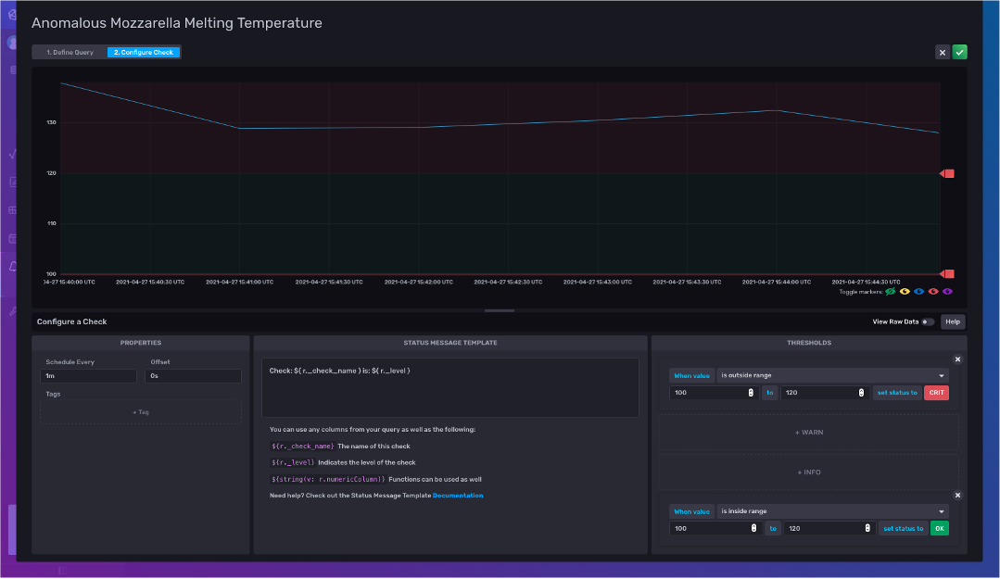 Anomalous Mozzarella Melting Temperature
1. Define Query
2. Configure Check
130
120
110
100
04-27 15:40:00 UTC
2021-04-27 15:40:30 UTC
2021-04-27 15:41:00 UTC
2021-04-27 15:41:30 UTC
2021-04-27 15:42:00 UTC
2021-04-27 15:42:30 UTC
2021-04-27 15:43:00 UTC
2021-04-27 15:43:30 UTC
2021-04-27 15:44:00 UTC
2021-04-27 15:44:30 UTC
Toggle markers:
Configure a Check
View Raw Data
Help
PROPERTIES
Schedule Every
Offset
1m
0s
Tags
+ Tag
STATUS MESSAGE TEMPLATE
Check: ${ r._check_name } is: ${ r._level }
You can use any columns from your query as well as the following:
${r._check_name} The name of this check
${r._level} Indicates the level of the check
${string(v: r.numericColumn)} Functions can be used as well
Need help? Check out the Status Message Template Documentation
THRESHOLDS
When value is outside range
100 to 120 set status to CRIT
+ WARN
+ INFO
When value is inside range
100 to 120 set status to OK